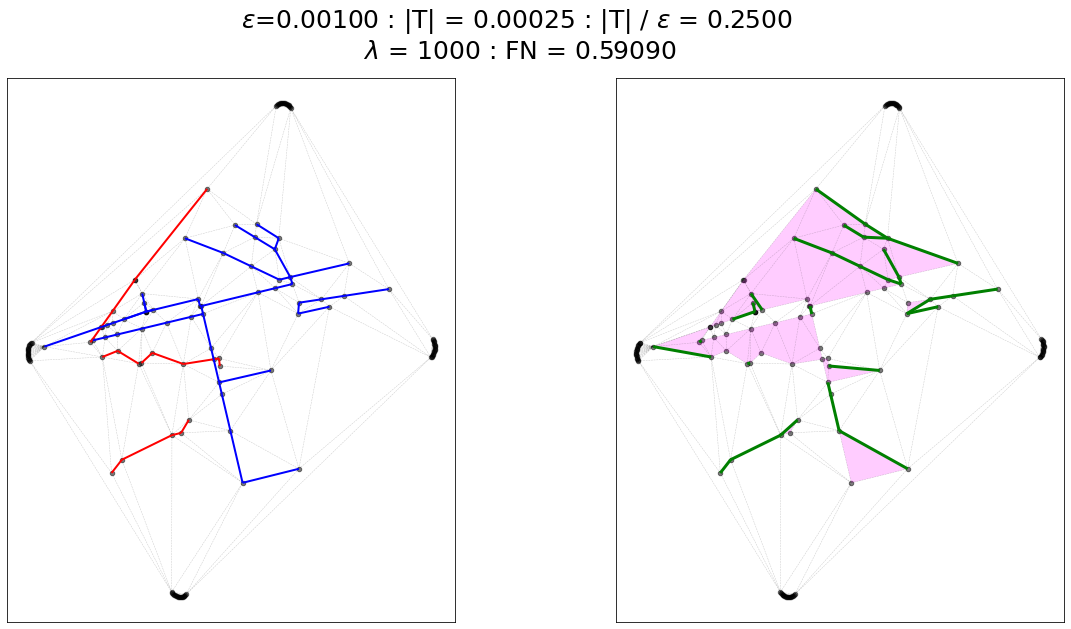 ε=0.00100 : |T| = 0.00025 : |T| / ε = 0.2500
λ = 1000 : FN = 0.59090